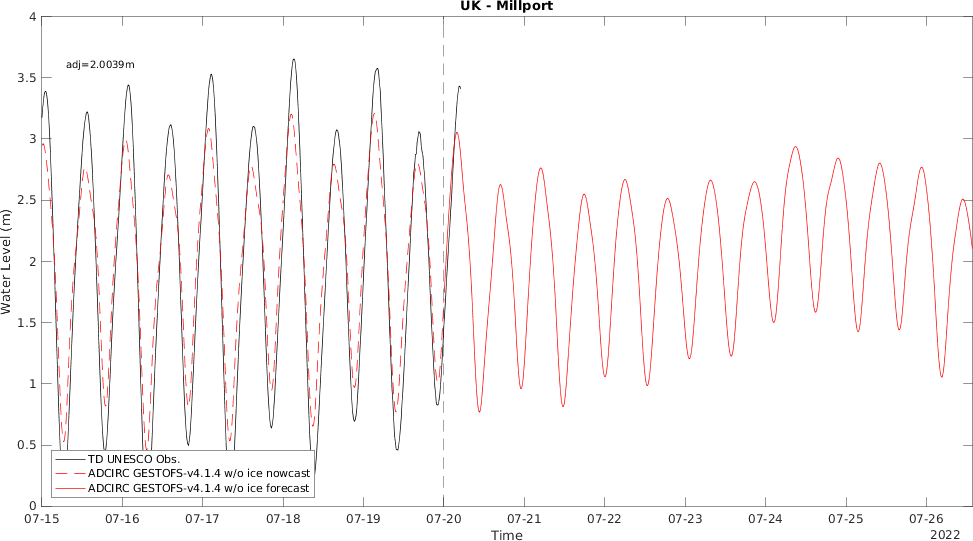 UK - Millport
adj=2.0039m
Water Level (m)
4
3.5
3
2.5
2
1.5
1
0.5
0
TD UNESCO Obs.
ADCIRC GESTOFS-v4.1.4 w/o ice nowcast
ADCIRC GESTOFS-v4.1.4 w/o ice forecast
07-15 07-16 07-17 07-18 07-19 07-20 07-21 07-22 07-23 07-24 07-25 07-26
Time
2022